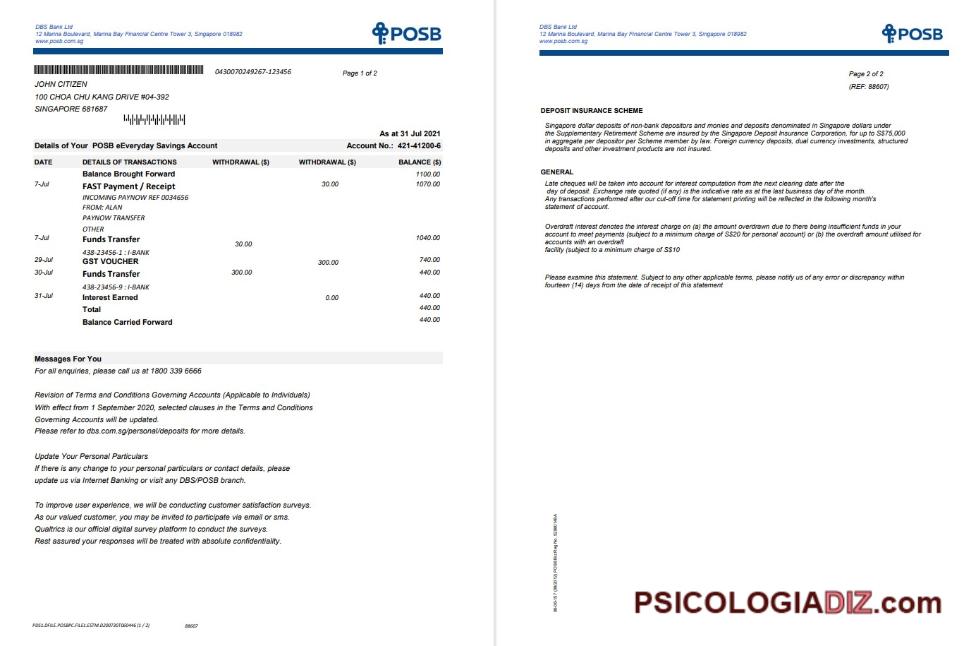 DBS Bank Ltd
12 Marina Boulevard, Marina Bay Financial Centre Tower 3, Singapore 018982
www.posb.com.sg
POSB
0430070249267-123456
Page 1 of 2
JOHN CITIZEN
100 CHOA CHU KANG DRIVE #04-392
SINGAPORE 681687
As at 31 Jul 2021
Details of Your POSB eEveryday Savings Account Account No.: 421-41200-6
DATE DETAILS OF TRANSACTIONS WITHDRAWAL ($) WITHDRAWAL ($) BALANCE ($)
Balance Brought Forward 1100.00
7-Jul FAST Payment / Receipt 30.00 1070.00
INCOMING PAYNOW REF 0034656
FROM: ALAN
PAYNOW TRANSFER
OTHER
7-Jul Funds Transfer 30.00 1040.00
438-23456-1 : I-BANK
29-Jul GST VOUCHER 300.00 740.00
30-Jul Funds Transfer 300.00 440.00
438-23456-9 : I-BANK
31-Jul Interest Earned 0.00 440.00
Total 440.00
Balance Carried Forward 440.00
Messages For You
For all enquiries, please call us at 1800 339 6666
Revision of Terms and Conditions Governing Accounts (Applicable to Individuals)
With effect from 1 September 2020, selected clauses in the Terms and Conditions
Governing Accounts will be updated.
Please refer to dbs.com.sg/personal/deposits for more details.
Update Your Personal Particulars
If there is any change to your personal particulars or contact details, please
update us via Internet Banking or visit any DBS/POSB branch.
To improve user experience, we will be conducting customer satisfaction surveys.
As our valued customer, you may be invited to participate via email or sms.
Qualtrics is our official digital survey platform to conduct the surveys.
Rest assured your responses will be treated with absolute confidentiality.
88607
DBS Bank Ltd
12 Marina Boulevard, Marina Bay Financial Centre Tower 3, Singapore 018982
www.posb.com.sg
POSB
Page 2 of 2
(REF: 88607)
DEPOSIT INSURANCE SCHEME
Singapore dollar deposits of non-bank depositors and monies and deposits denominated in Singapore dollars under
the Supplementary Retirement Scheme are insured by the Singapore Deposit Insurance Corporation, for up to S$75,000
in aggregate per depositor per Scheme member by law. Foreign currency deposits, dual currency investments, structured
deposits and other investment products are not insured.
GENERAL
Late cheques will be taken into account for interest computation from the next clearing date after the
day of deposit. Exchange rate quoted (if any) is the indicative rate as at the last business day of the month.
Any transactions performed after our cut-off time for statement printing will be reflected in the following month's
statement of account.
Overdraft interest denotes the interest charge on (a) the amount overdrawn due to there being insufficient funds in your
account to meet payments (subject to a minimum charge of S$20 for personal account) or (b) the overdraft amount utilised for
accounts with an overdraft
facility (subject to a minimum charge of S$10
Please examine this statement. Subject to any other applicable terms, please notify us of any error or discrepancy within
fourteen (14) days from the date of receipt of this statement
PSICOLOGIADIZ.com